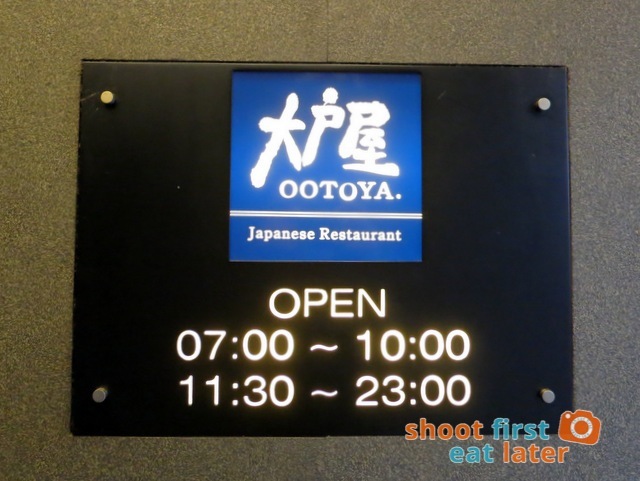 大戸屋
OOTOYA.
Japanese Restaurant
OPEN
07:00 ~ 10:00
11:30 ~ 23:00
shoot first
eat later